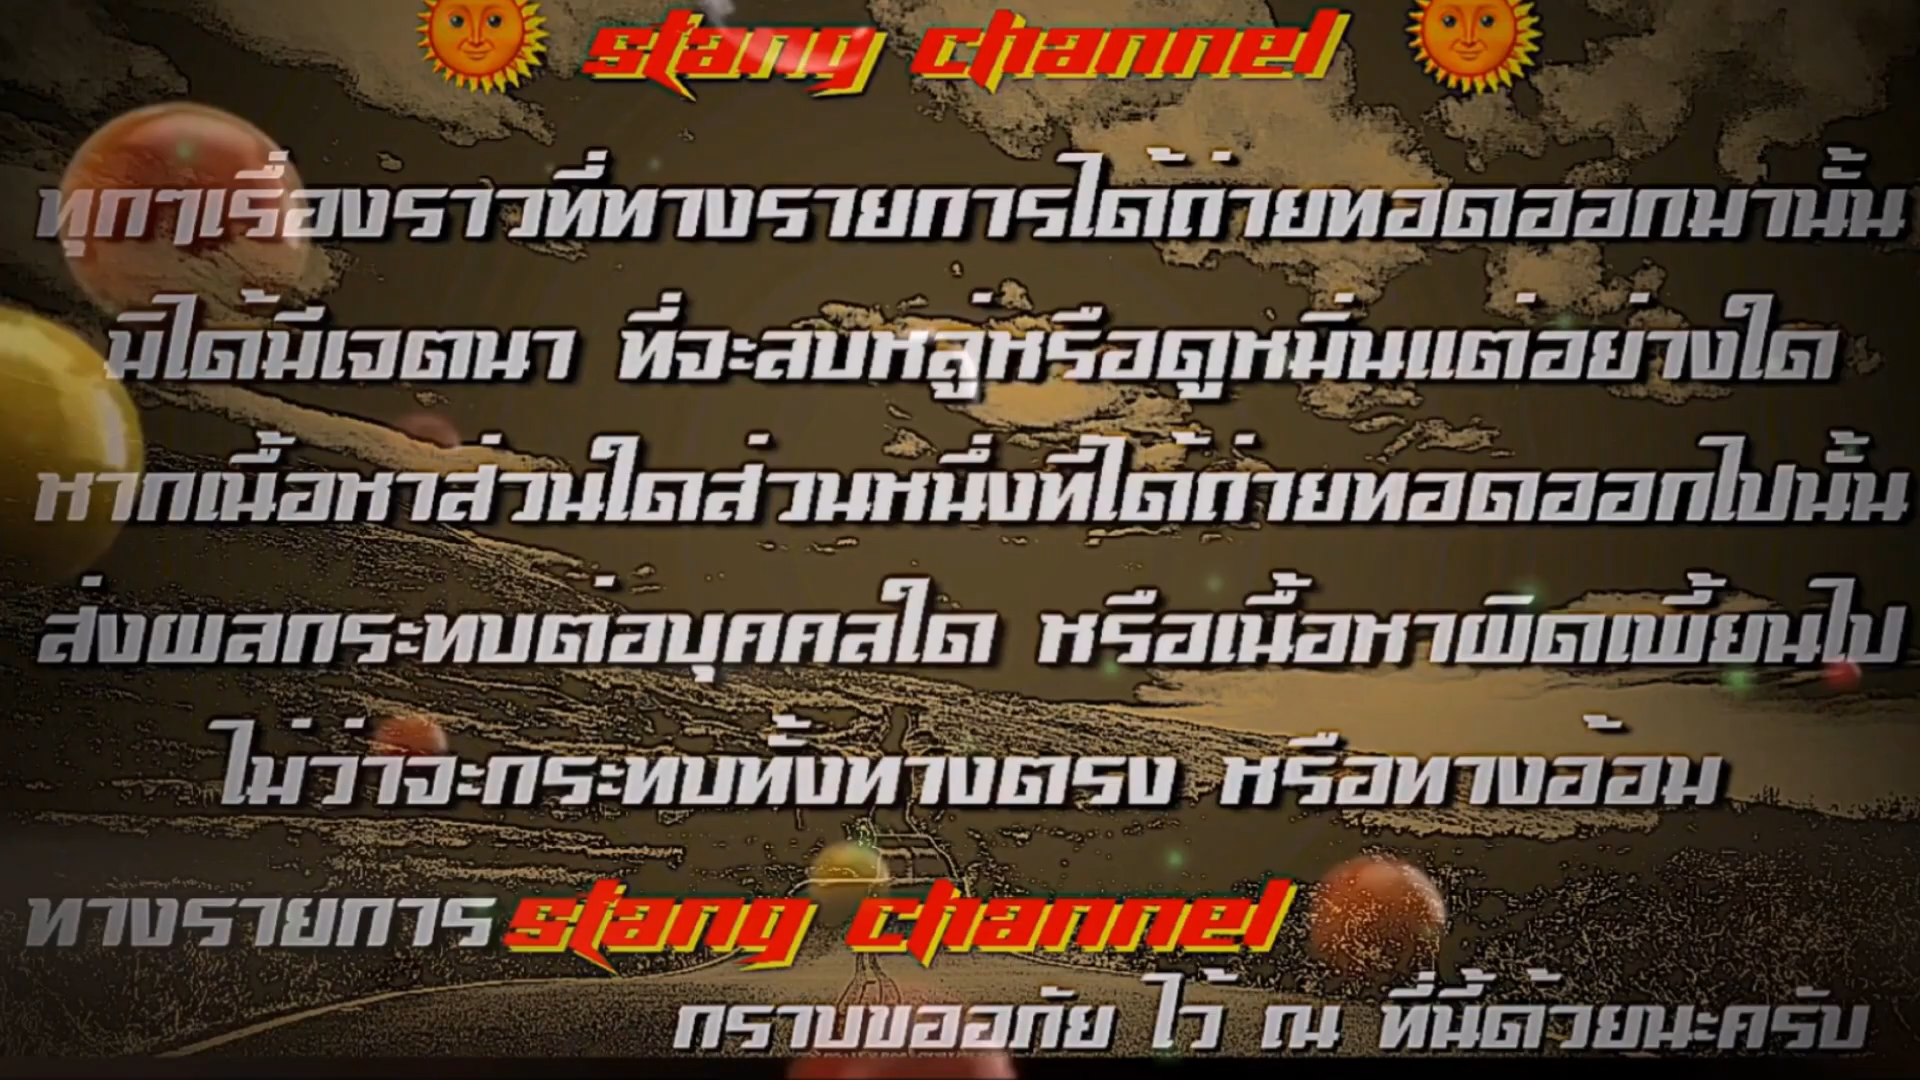 stang channel
ทุกๆเรื่องราวที่ทางรายการได้ถ่ายทอดออกมานั้น
มิได้มีเจตนา ที่จะลบหลู่หรือดูหมิ่นแต่อย่างใด
หากเนื้อหาส่วนใดส่วนหนึ่งที่ได้ถ่ายทอดออกไปนั้น
ส่งผลกระทบต่อบุคคลใด หรือเนื้อหาผิดเพี้ยนไป
ไม่ว่าจะกระทบทั้งทางตรง หรือทางอ้อม
ทางรายการ stang channel
กราบขออภัย ไว้ ณ ที่นี้ด้วยนะครับ